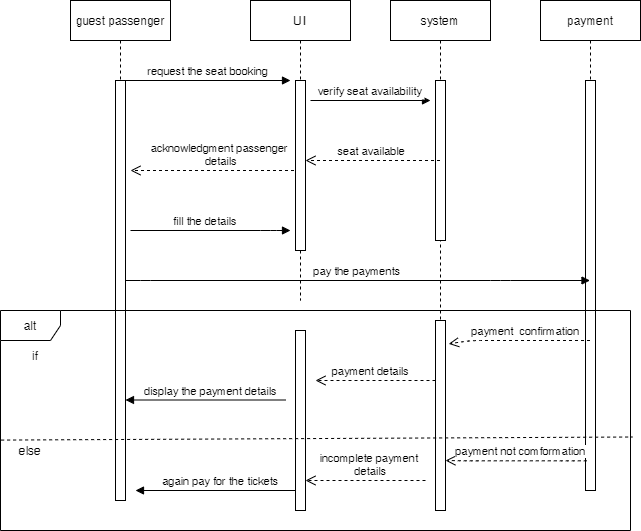 guest passenger
UI
system
payment
request the seat booking
verify seat availability
acknowledgment passenger
details
seat available
fill the details
pay the payments
alt
payment confirmation
if
payment details
display the payment details
else
payment not comformation
incomplete payment
details
again pay for the tickets